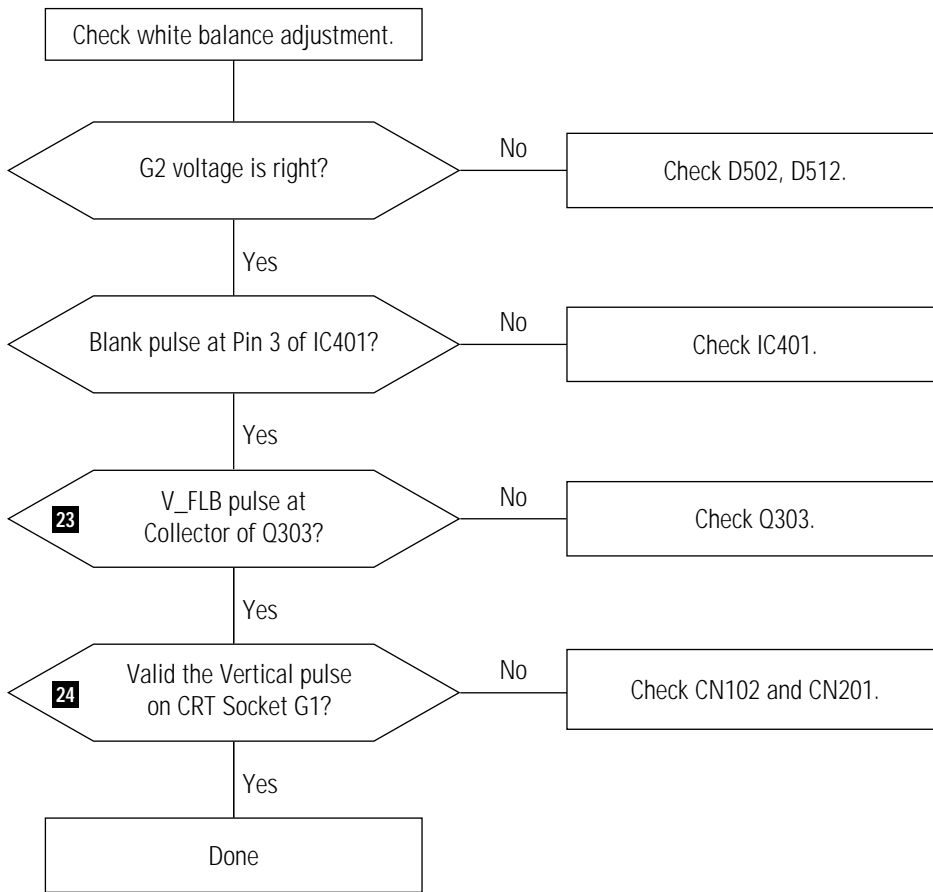 Check white balance adjustment.
G2 voltage is right?
No
Check D502, D512.
Yes
Blank pulse at Pin 3 of IC401?
No
Check IC401.
Yes
23
V_FLB pulse at
Collector of Q303?
No
Check Q303.
Yes
24
Valid the Vertical pulse
on CRT Socket G1?
No
Check CN102 and CN201.
Yes
Done